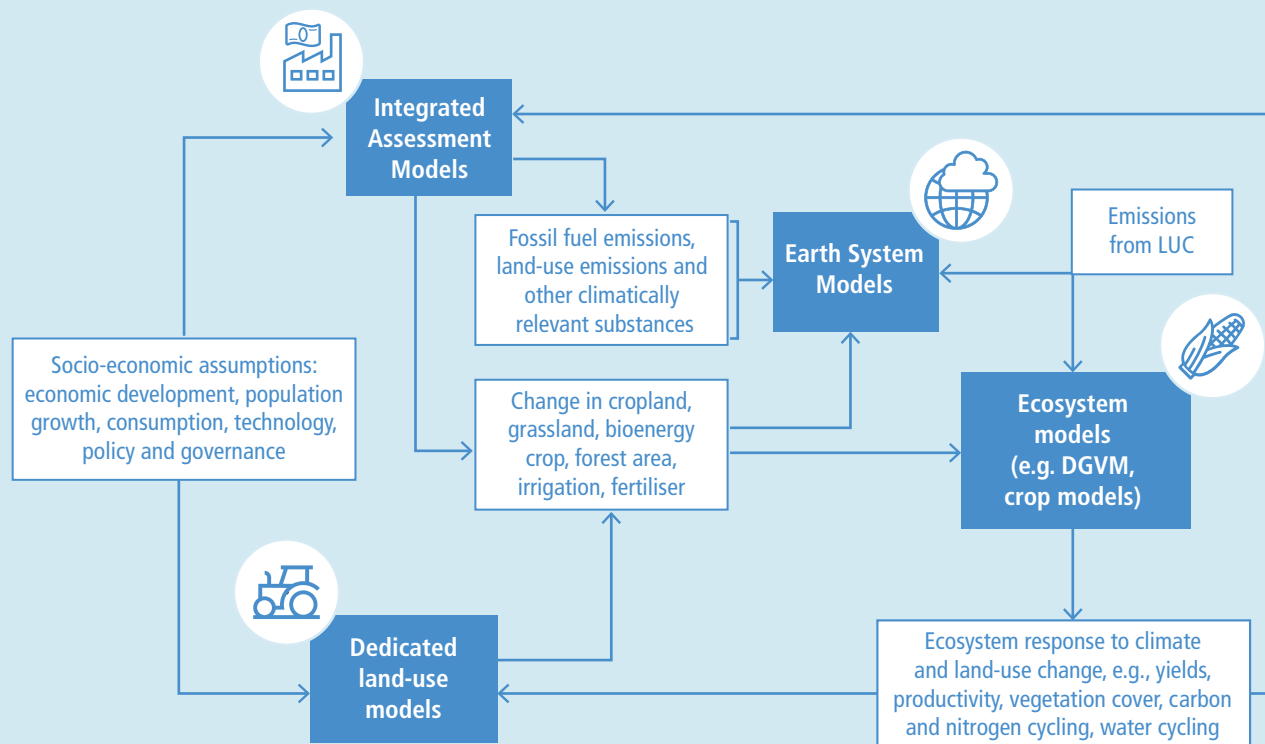 Integrated
Assessment
Models
Fossil fuel emissions,
land-use emissions and
other climatically
relevant substances
Earth System
Models
Emissions
from LUC
Socio-economic assumptions:
economic development, population
growth, consumption, technology,
policy and governance
Change in cropland,
grassland, bioenergy
crop, forest area,
irrigation, fertiliser
Ecosystem
models
(e.g. DGVM,
crop models)
Dedicated
land-use
models
Ecosystem response to climate
and land-use change, e.g., yields,
productivity, vegetation cover, carbon
and nitrogen cycling, water cycling